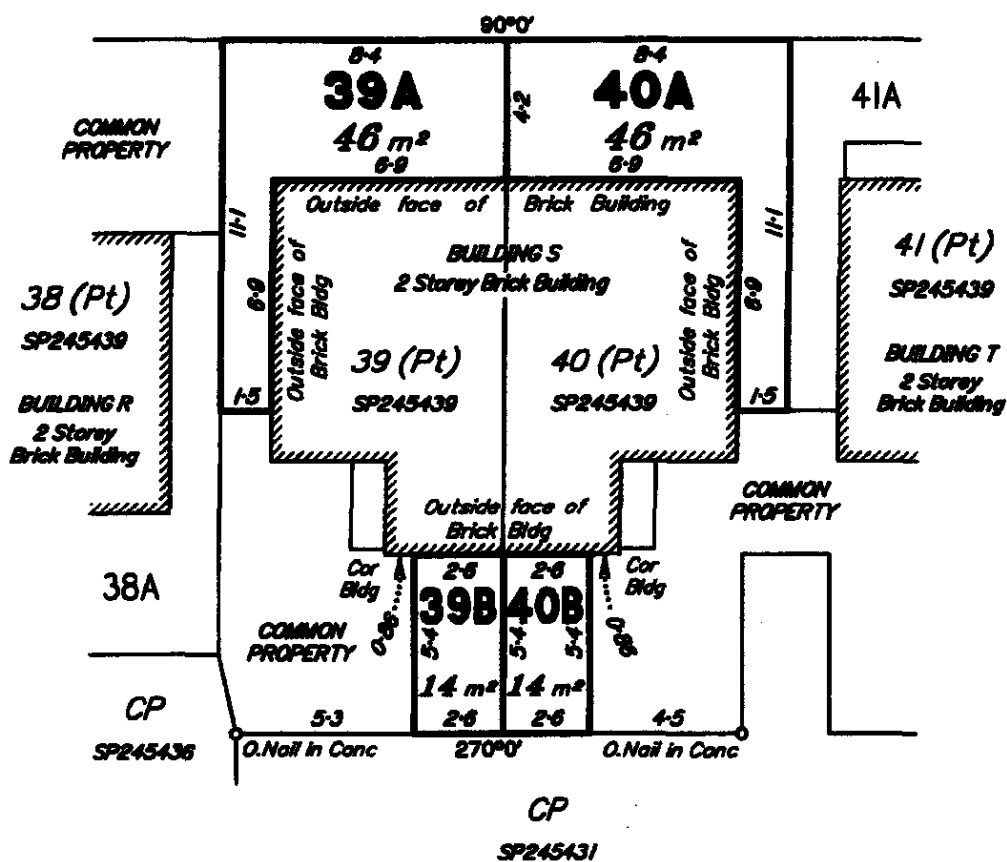 90°0'
8·4
8·4
39A
40A
41A
4·2
46 m²
46 m²
COMMON
PROPERTY
6·9
6·9
Outside face of Brick Building
11·1
11·1
BUILDING S
2 Storey Brick Building
41 (Pt)
SP245439
38 (Pt)
SP245439
6·9
Outside face of
Brick Bldg
Outside face of
Brick Bldg
6·9
39 (Pt)
SP245439
40 (Pt)
SP245439
BUILDING T
2 Storey
Brick Building
BUILDING R
2 Storey
Brick Building
1·5
1·5
COMMON
PROPERTY
Outside face of
Brick Bldg
Cor
Bldg
Cor
Bldg
2·6
2·6
38A
39B
40B
0·86
0·86
COMMON
PROPERTY
5·4
5·4
5·4
14 m²
14 m²
CP
SP245436
5·3
2·6
2·6
4·5
O.Nail in Conc
270°0'
O.Nail in Conc
CP
SP245431